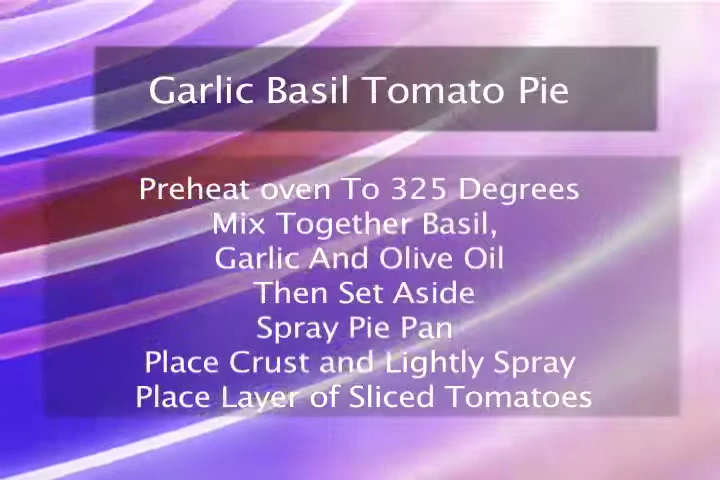 Garlic Basil Tomato Pie
Preheat oven To 325 Degrees
Mix Together Basil,
Garlic And Olive Oil
Then Set Aside
Spray Pie Pan
Place Crust and Lightly Spray
Place Layer of Sliced Tomatoes